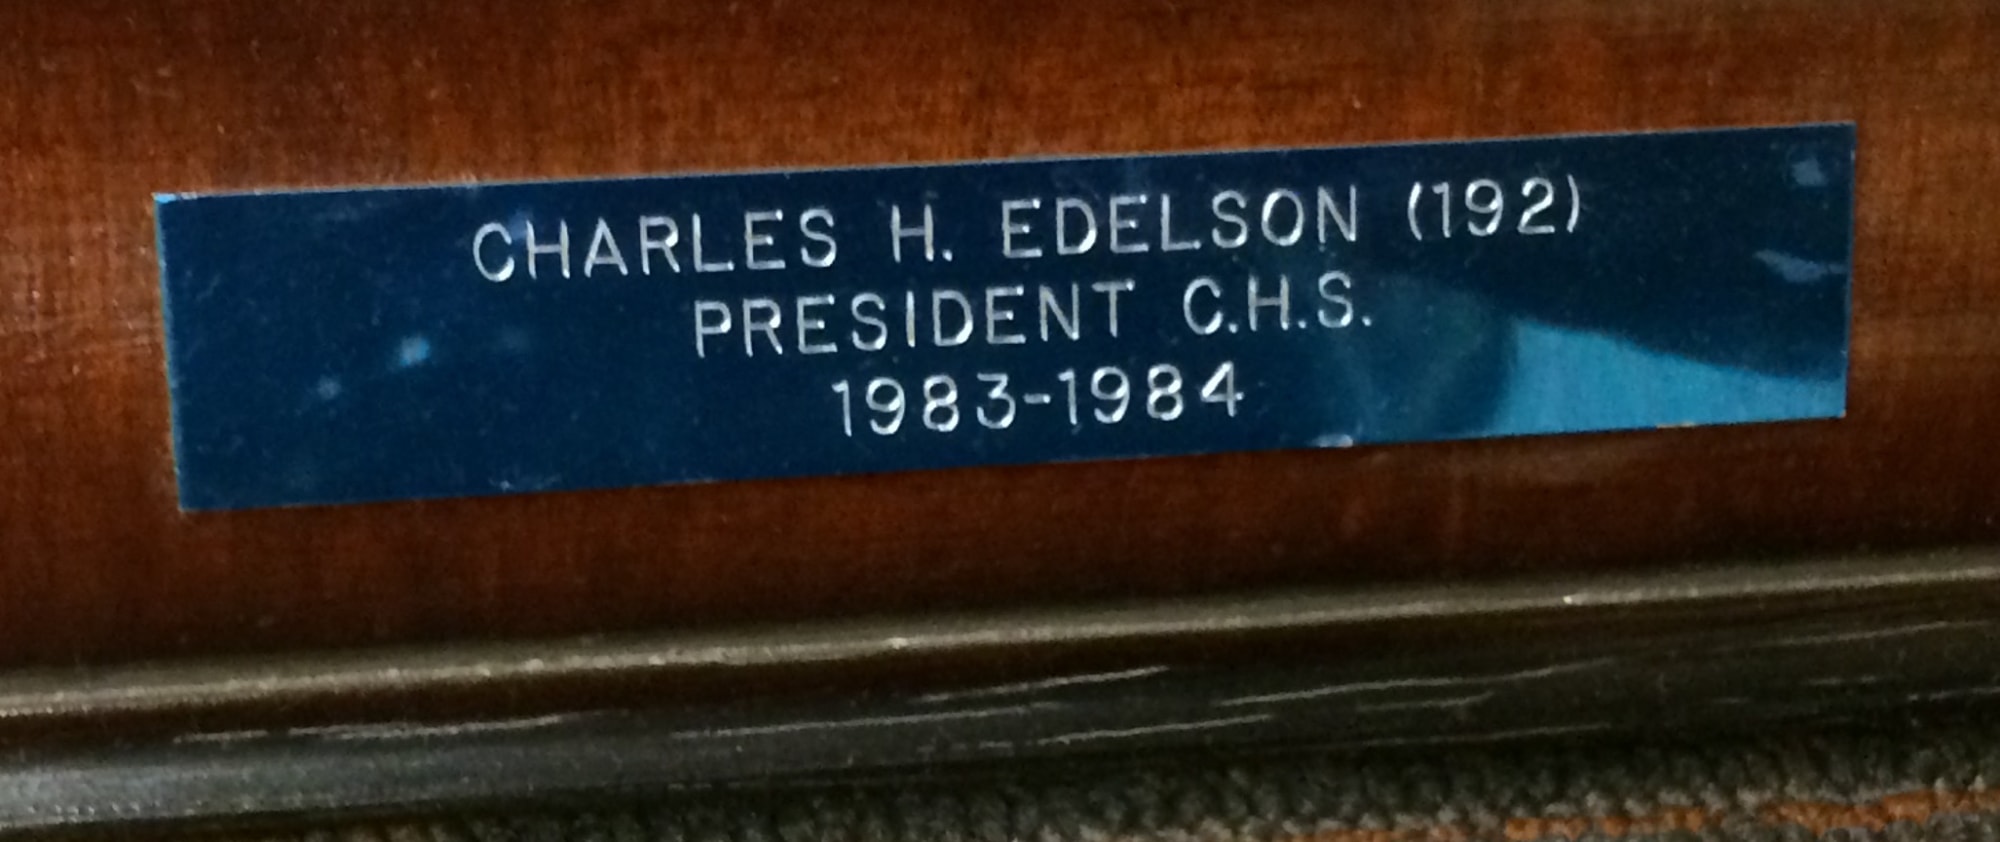 CHARLES H. EDELSON (192)
PRESIDENT C.H.S.
1983-1984